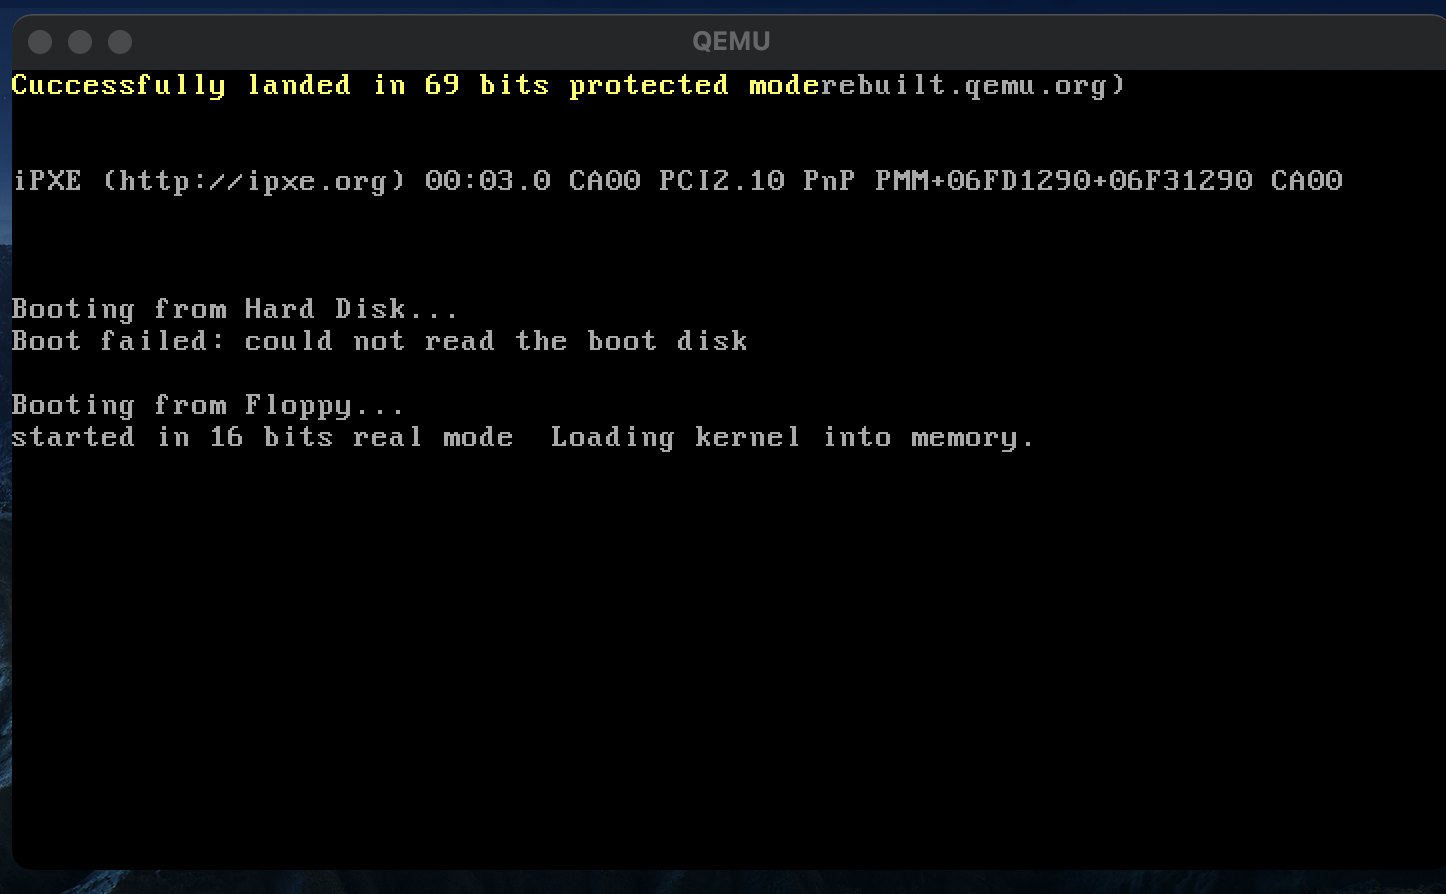 QEMU
Cuccessfully landed in 69 bits protected moderebuilt.qemu.org)
iPXE (http://ipxe.org) 00:03.0 CA00 PCI2.10 PnP PMM+06FD1290+06F31290 CA00
Booting from Hard Disk...
Boot failed: could not read the boot disk
Booting from Floppy...
started in 16 bits real mode  Loading kernel into memory.